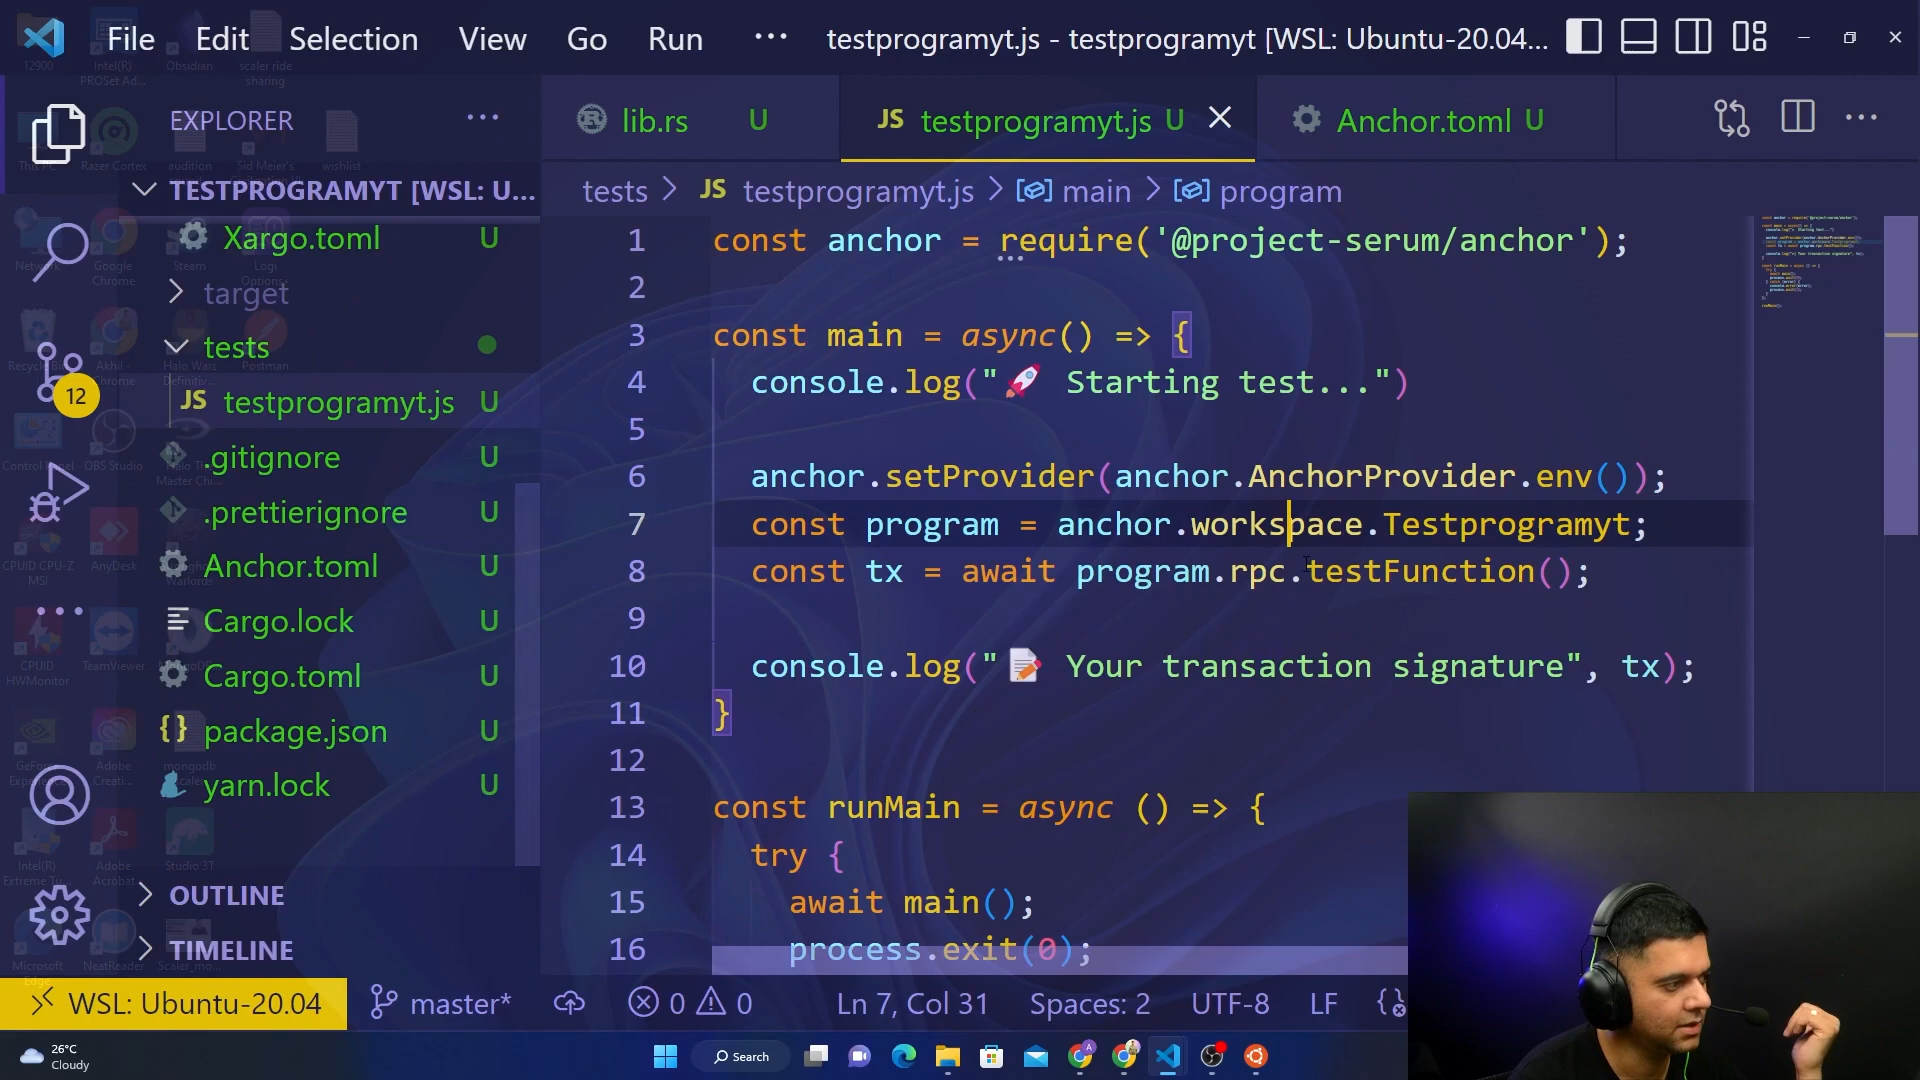 File Edit Selection View Go Run ··· testprogramyt.js - testprogramyt [WSL: Ubuntu-20.04...
EXPLORER ···
lib.rs U
JS testprogramyt.js U
Anchor.toml U
TESTPROGRAMYT [WSL: U...
tests > JS testprogramyt.js > main > program
Xargo.toml U
target
tests
JS testprogramyt.js U
.gitignore U
.prettierignore U
Anchor.toml U
Cargo.lock U
Cargo.toml U
{} package.json U
yarn.lock U
OUTLINE
TIMELINE
12
1 const anchor = require('@project-serum/anchor');
2
3 const main = async() => {
4 console.log("🚀 Starting test...")
5
6 anchor.setProvider(anchor.AnchorProvider.env());
7 const program = anchor.workspace.Testprogramyt;
8 const tx = await program.rpc.testFunction();
9
10 console.log("📝 Your transaction signature", tx);
11 }
12
13 const runMain = async () => {
14 try {
15 await main();
16 process.exit(0);
WSL: Ubuntu-20.04 master* 0 0 Ln 7, Col 31 Spaces: 2 UTF-8 LF {}
26°C
Cloudy
Search